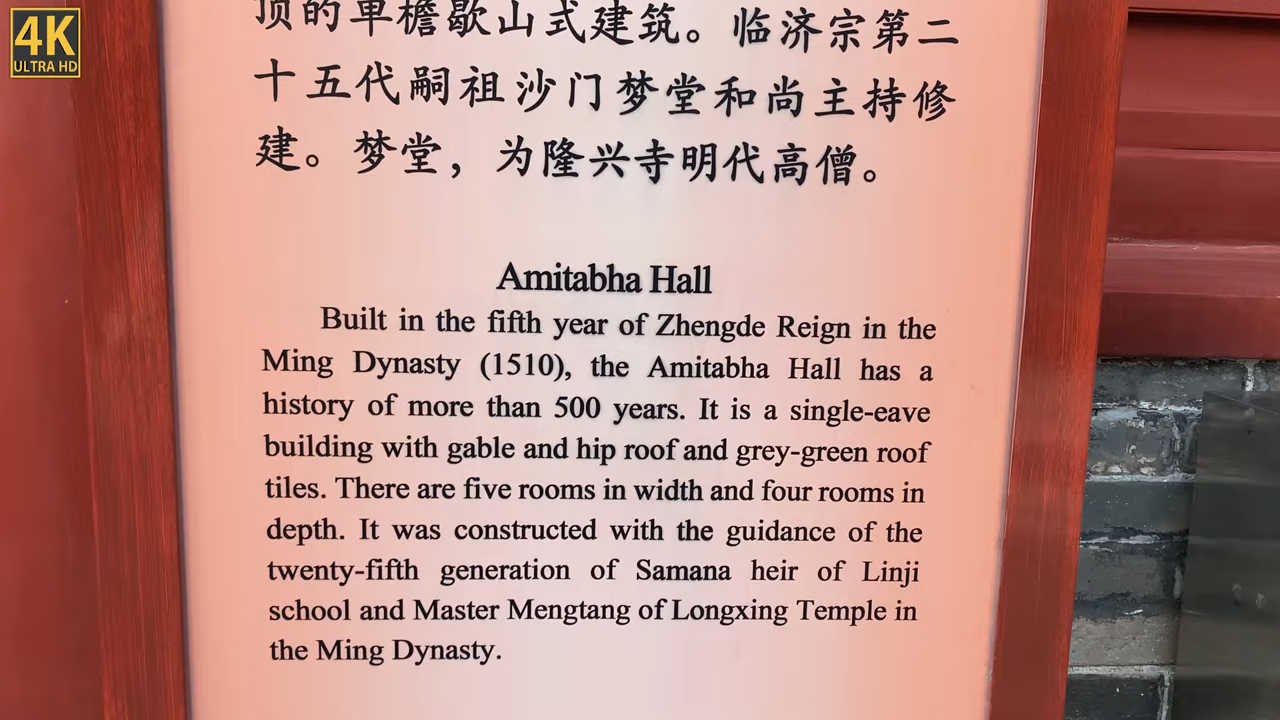 4K
ULTRA HD
顶的单檐歇山式建筑。临济宗第二
十五代嗣祖沙门梦堂和尚主持修
建。梦堂，为隆兴寺明代高僧。
Amitabha Hall
Built in the fifth year of Zhengde Reign in the
Ming Dynasty (1510), the Amitabha Hall has a
history of more than 500 years. It is a single-eave
building with gable and hip roof and grey-green roof
tiles. There are five rooms in width and four rooms in
depth. It was constructed with the guidance of the
twenty-fifth generation of Samana heir of Linji
school and Master Mengtang of Longxing Temple in
the Ming Dynasty.